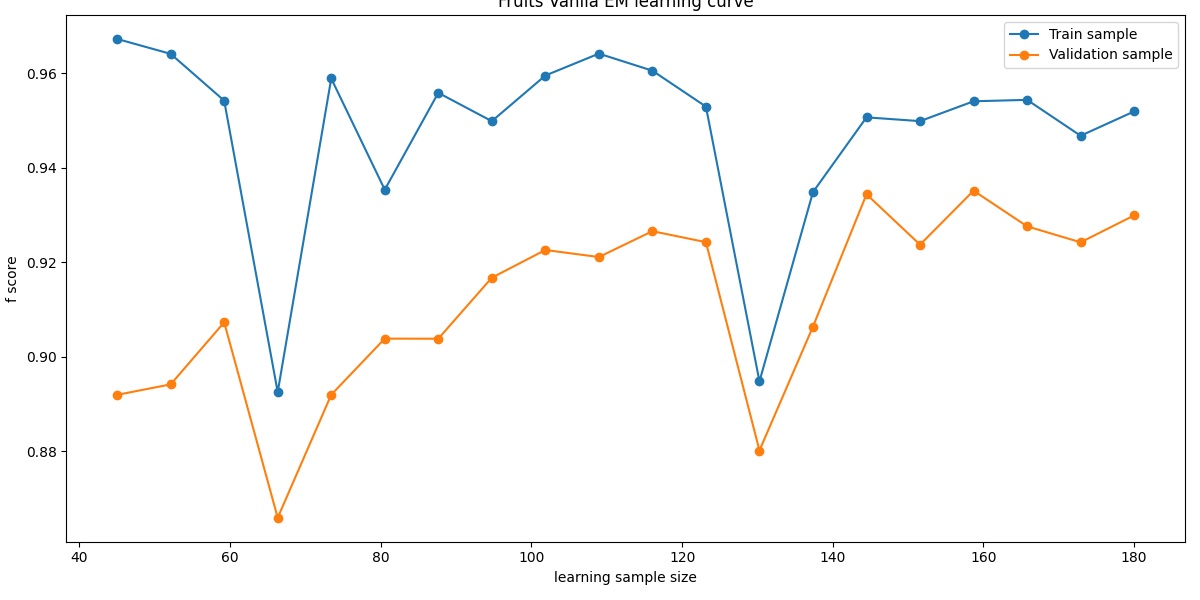 Fruits Vanila EM learning curve
Train sample
Validation sample
f score
0.96
0.94
0.92
0.90
0.88
40 60 80 100 120 140 160 180
learning sample size